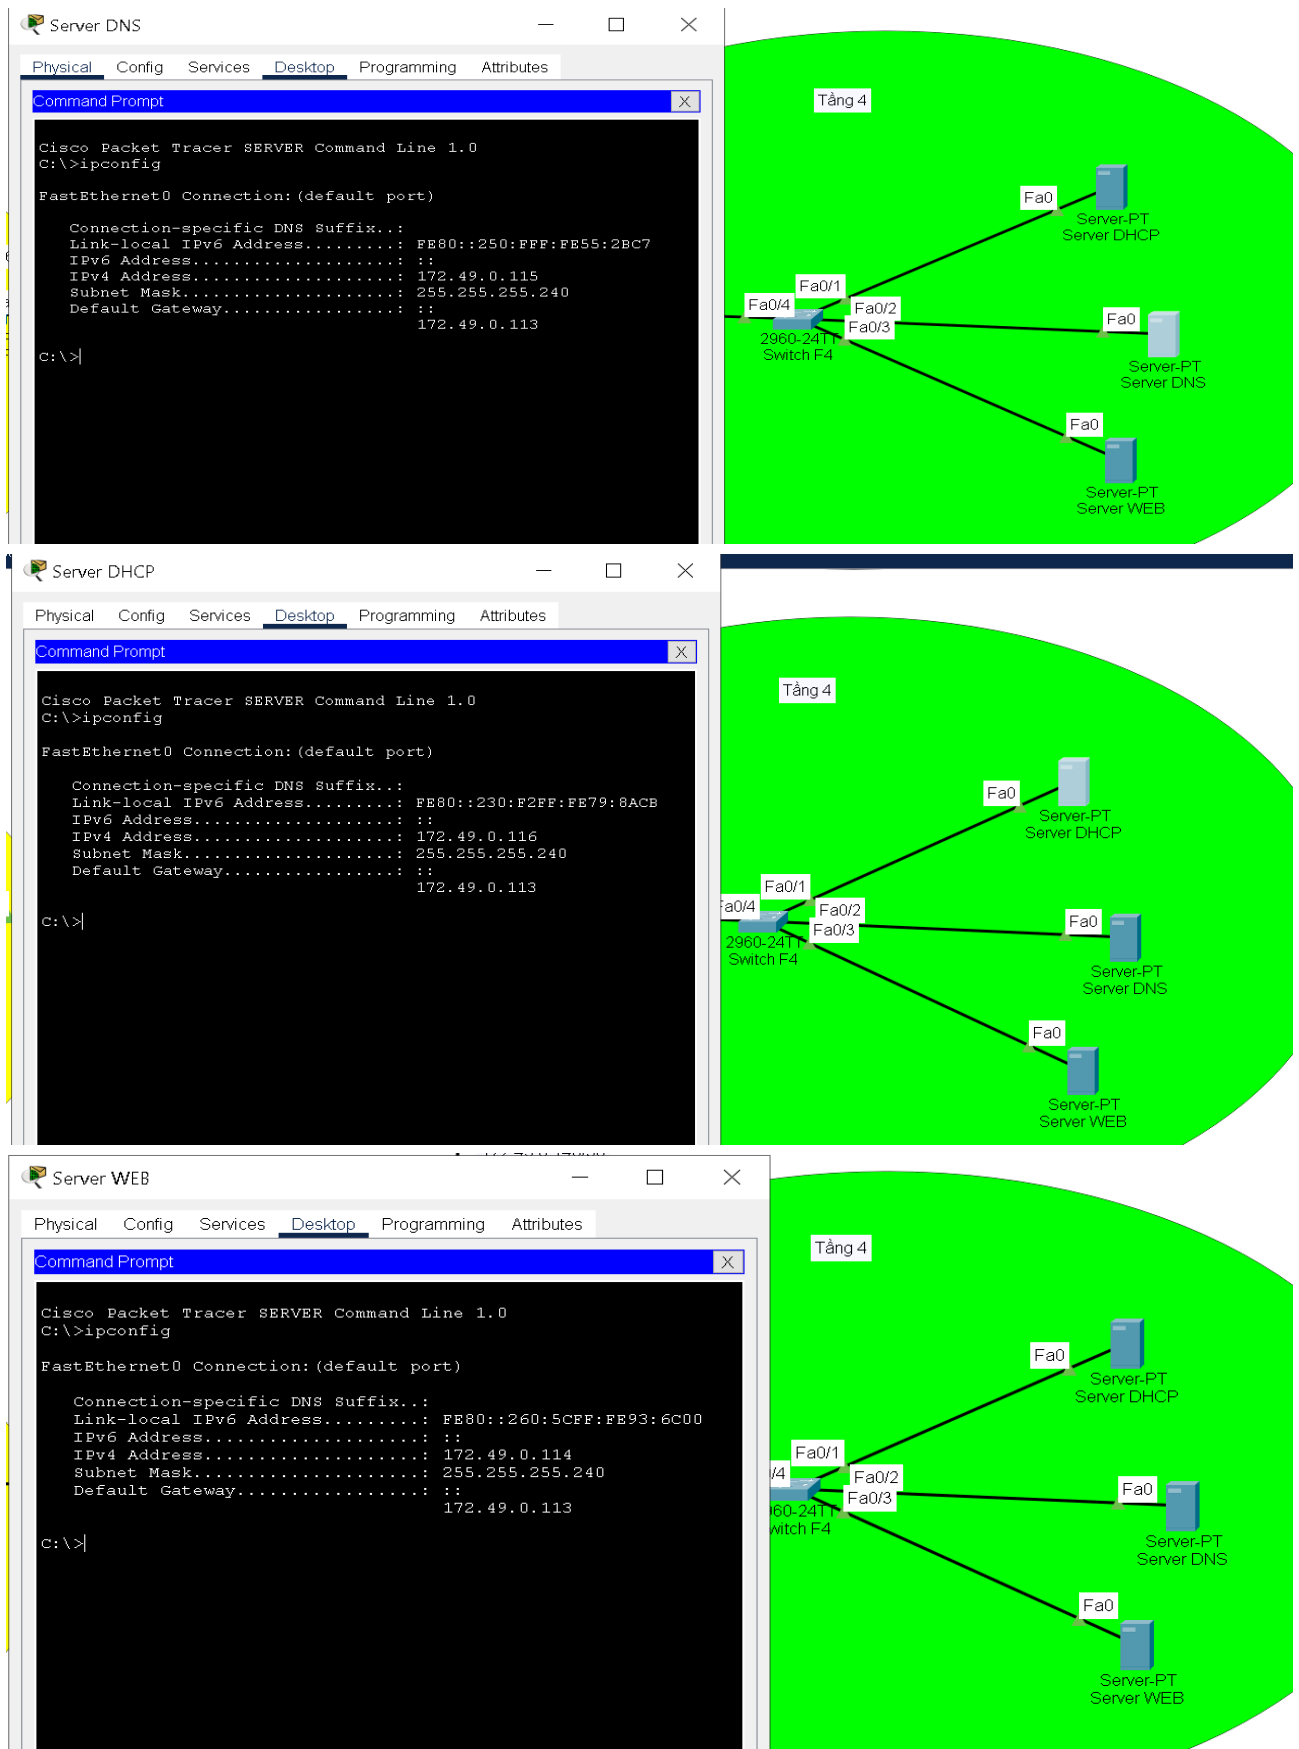 Server DNS
Physical Config Services Desktop Programming Attributes
Command Prompt X
Cisco Packet Tracer SERVER Command Line 1.0
C:\>ipconfig
FastEthernet0 Connection:(default port)
Connection-specific DNS Suffix..:
Link-local IPv6 Address.........: FE80::250:FFF:FE55:2BC7
IPv6 Address....................: ::
IPv4 Address....................: 172.49.0.115
Subnet Mask.....................: 255.255.255.240
Default Gateway.................: ::
172.49.0.113
C:\>
Tầng 4
Fa0
Server-PT
Server DHCP
Fa0/1
Fa0/4
Fa0/2
Fa0/3
Fa0
2960-24TT
Switch F4
Server-PT
Server DNS
Fa0
Server-PT
Server WEB
Server DHCP
Physical Config Services Desktop Programming Attributes
Command Prompt X
Cisco Packet Tracer SERVER Command Line 1.0
C:\>ipconfig
FastEthernet0 Connection:(default port)
Connection-specific DNS Suffix..:
Link-local IPv6 Address.........: FE80::230:F2FF:FE79:8ACB
IPv6 Address....................: ::
IPv4 Address....................: 172.49.0.116
Subnet Mask.....................: 255.255.255.240
Default Gateway.................: ::
172.49.0.113
C:\>
Tầng 4
Fa0
Server-PT
Server DHCP
Fa0/1
Fa0/4
Fa0/2
Fa0/3
Fa0
2960-24TT
Switch F4
Server-PT
Server DNS
Fa0
Server-PT
Server WEB
Server WEB
Physical Config Services Desktop Programming Attributes
Command Prompt X
Cisco Packet Tracer SERVER Command Line 1.0
C:\>ipconfig
FastEthernet0 Connection:(default port)
Connection-specific DNS Suffix..:
Link-local IPv6 Address.........: FE80::260:5CFF:FE93:6C00
IPv6 Address....................: ::
IPv4 Address....................: 172.49.0.114
Subnet Mask.....................: 255.255.255.240
Default Gateway.................: ::
172.49.0.113
C:\>
Tầng 4
Fa0
Server-PT
Server DHCP
Fa0/1
/4
Fa0/2
Fa0/3
Fa0
60-24TT
witch F4
Server-PT
Server DNS
Fa0
Server-PT
Server WEB